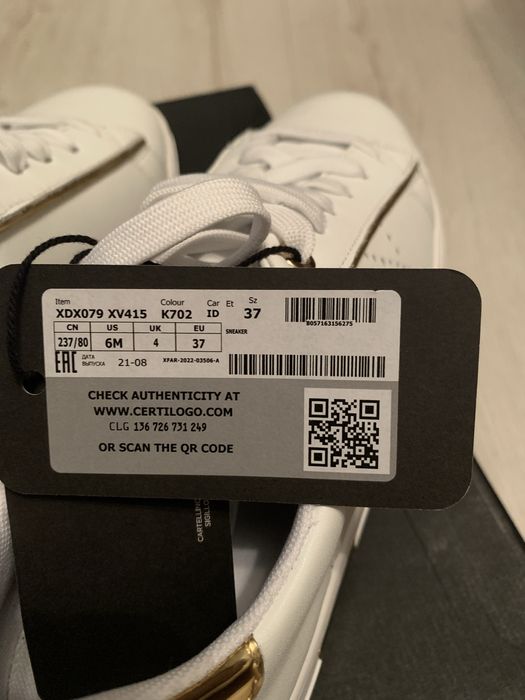 Item Colour Car Et Sz
XDX079 XV415 K702 ID 37
8057163156275
CN US UK EU
237/80 6M 4 37
SNEAKER
EAC ДАТА ВЫПУСКА 21-08 XFAR-2022-03506-A
CHECK AUTHENTICITY AT
WWW.CERTILOGO.COM
CLG 136 726 731 249
OR SCAN THE QR CODE